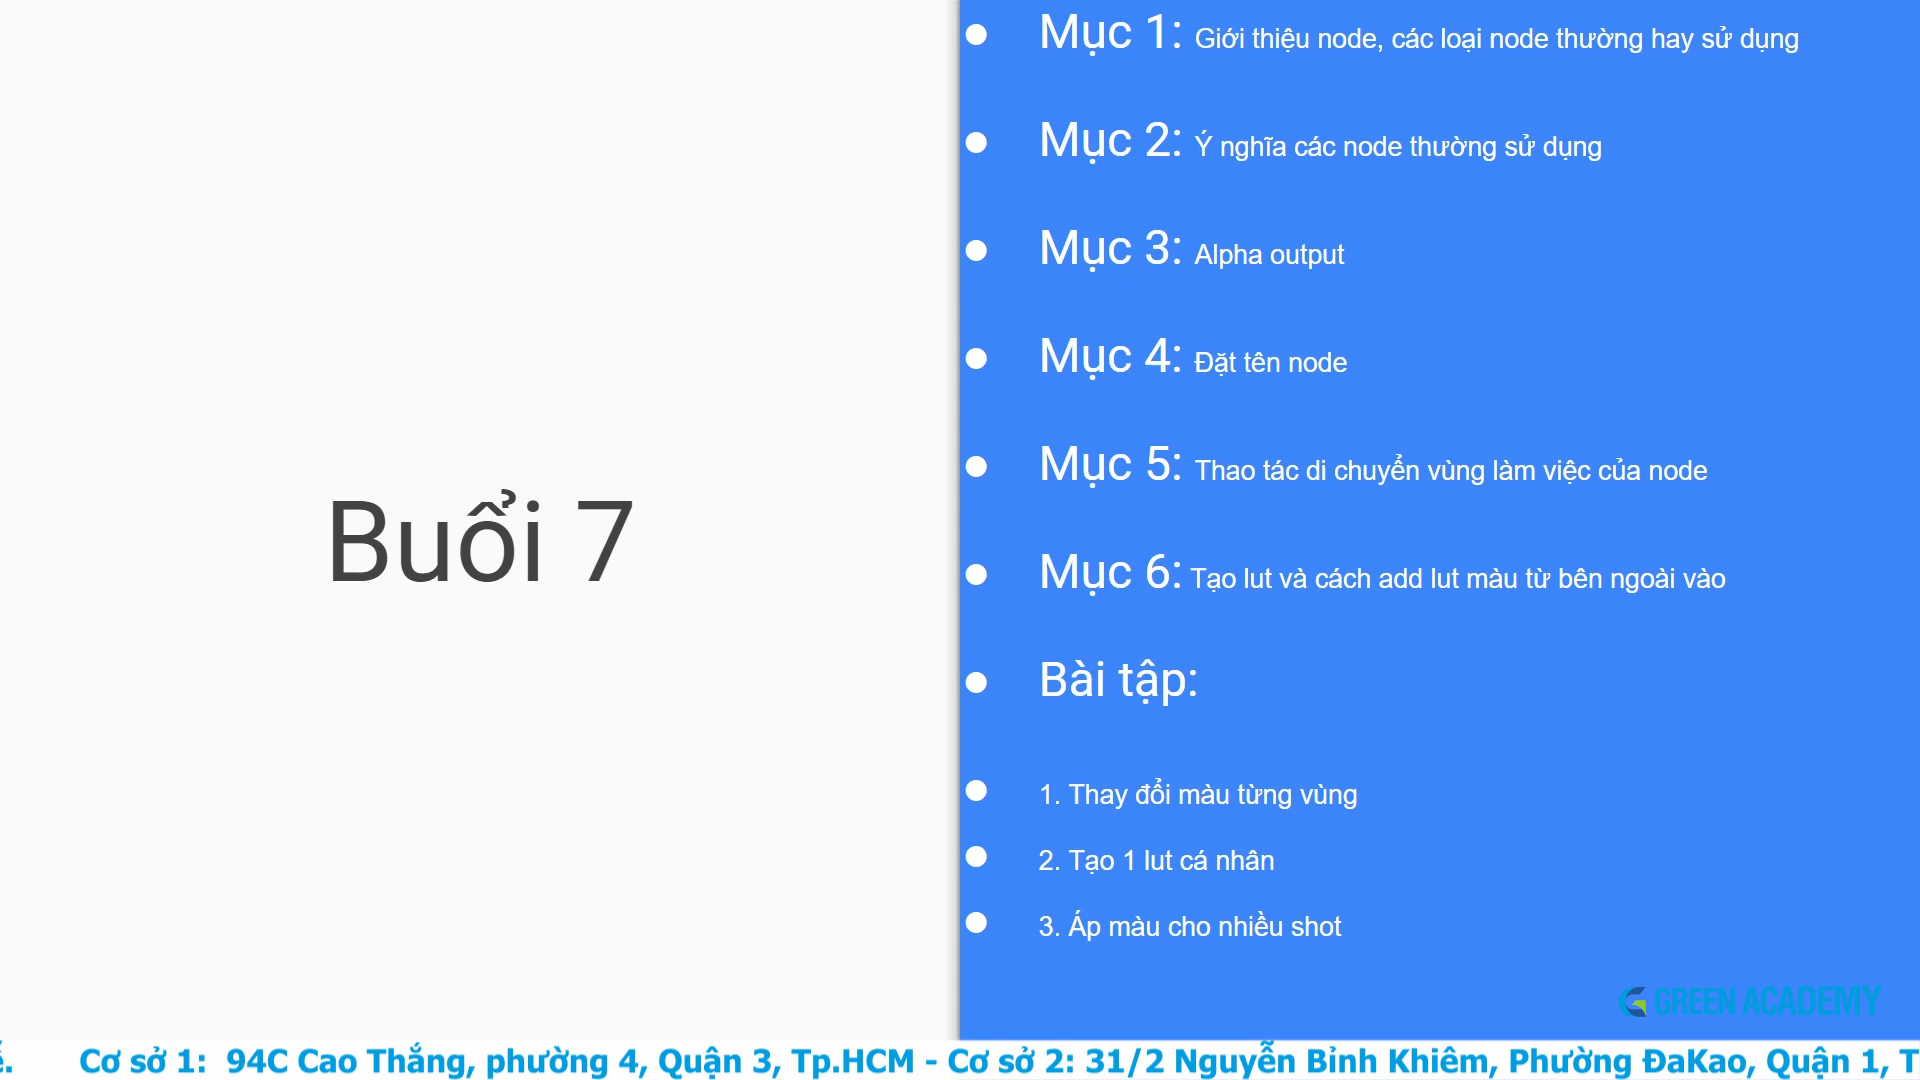 Buổi 7
Mục 1: Giới thiệu node, các loại node thường hay sử dụng
Mục 2: Ý nghĩa các node thường sử dụng
Mục 3: Alpha output
Mục 4: Đặt tên node
Mục 5: Thao tác di chuyển vùng làm việc của node
Mục 6: Tạo lut và cách add lut màu từ bên ngoài vào
Bài tập:
1. Thay đổi màu từng vùng
2. Tạo 1 lut cá nhân
3. Áp màu cho nhiều shot
GREEN ACADEMY
Cơ sở 1: 94C Cao Thắng, phường 4, Quận 3, Tp.HCM - Cơ sở 2: 31/2 Nguyễn Bỉnh Khiêm, Phường ĐaKao, Quận 1, T